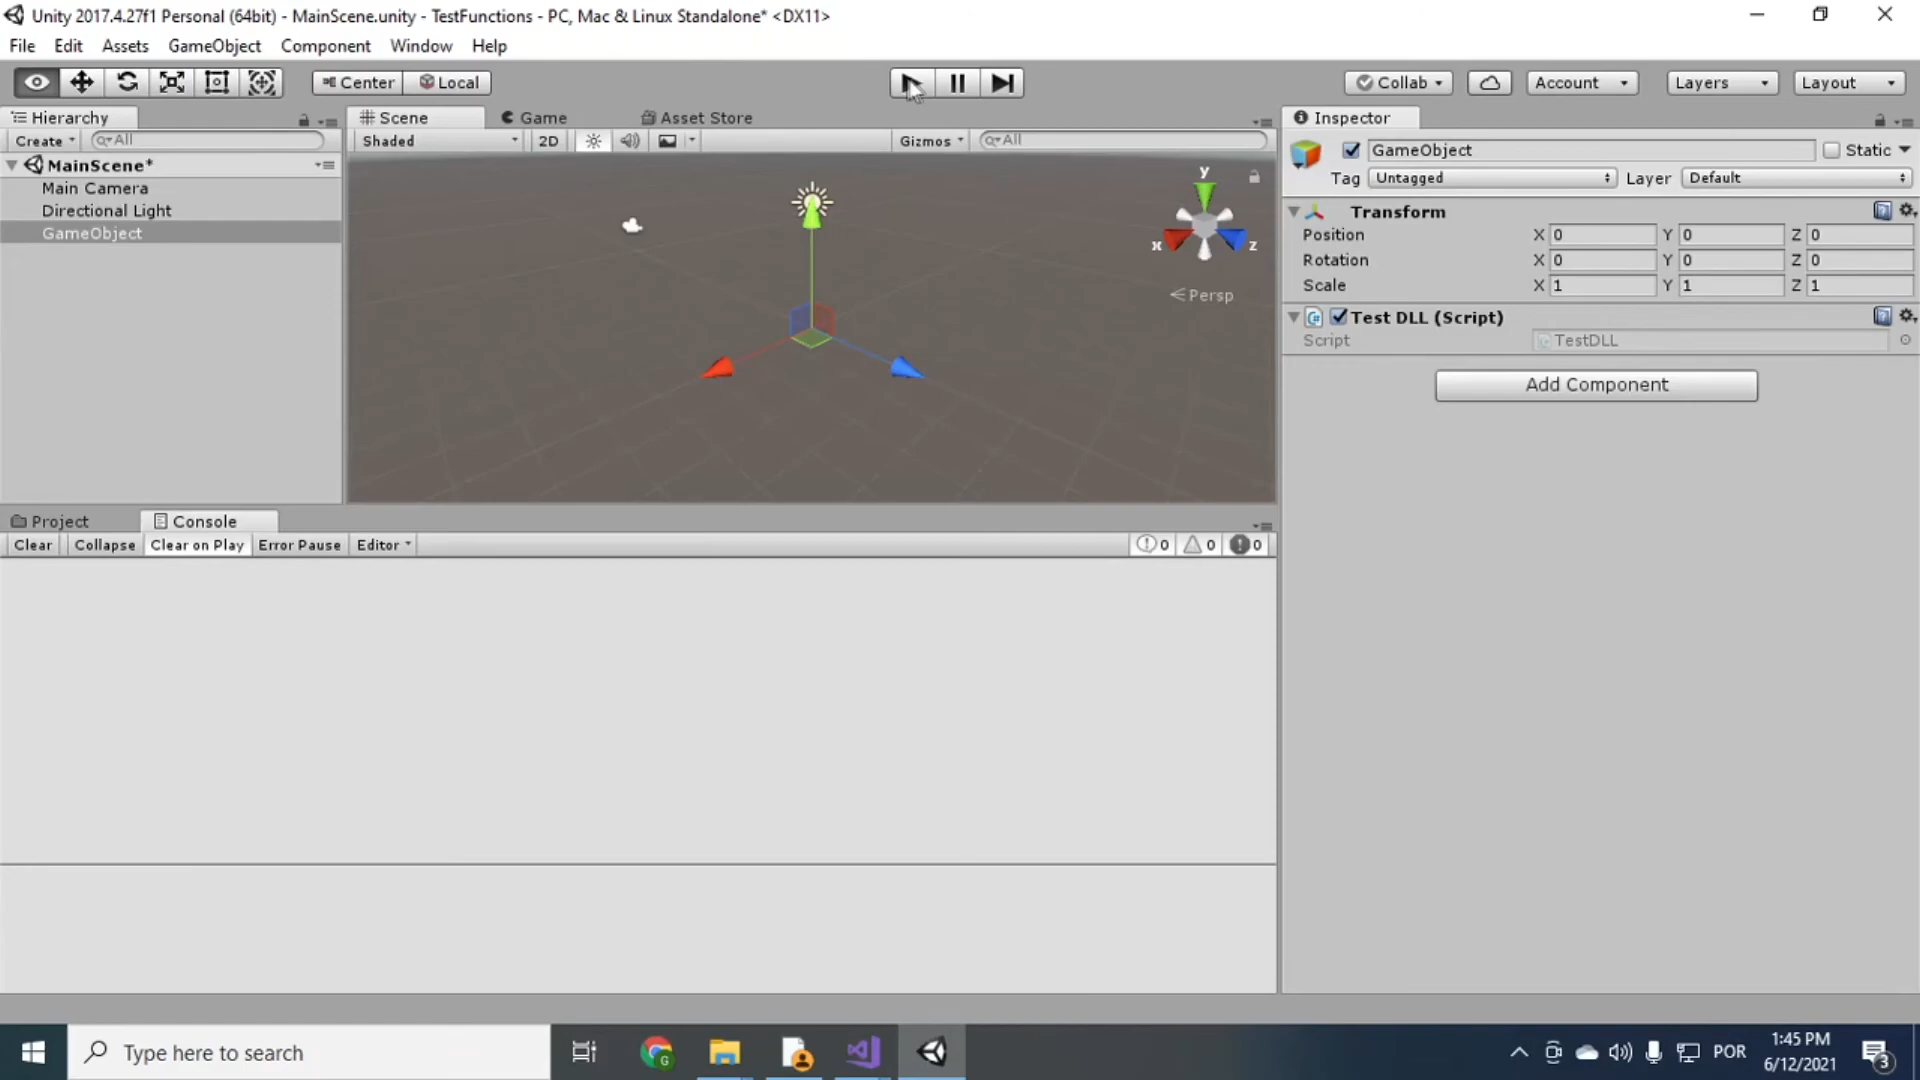 Unity 2017.4.27f1 Personal (64bit) - MainScene.unity - TestFunctions - PC, Mac & Linux Standalone* <DX11>
File Edit Assets GameObject Component Window Help
Center Local Collab Account Layers Layout
Hierarchy
Create All
MainScene*
Main Camera
Directional Light
GameObject
Scene Game Asset Store
Shaded 2D Gizmos All
y
x z
Persp
Inspector
GameObject Static
Tag Untagged Layer Default
Transform
Position X 0 Y 0 Z 0
Rotation X 0 Y 0 Z 0
Scale X 1 Y 1 Z 1
Test DLL (Script)
Script TestDLL
Add Component
Project Console
Clear Collapse Clear on Play Error Pause Editor 0 0 0
Type here to search
G
POR
1:45 PM
6/12/2021
3